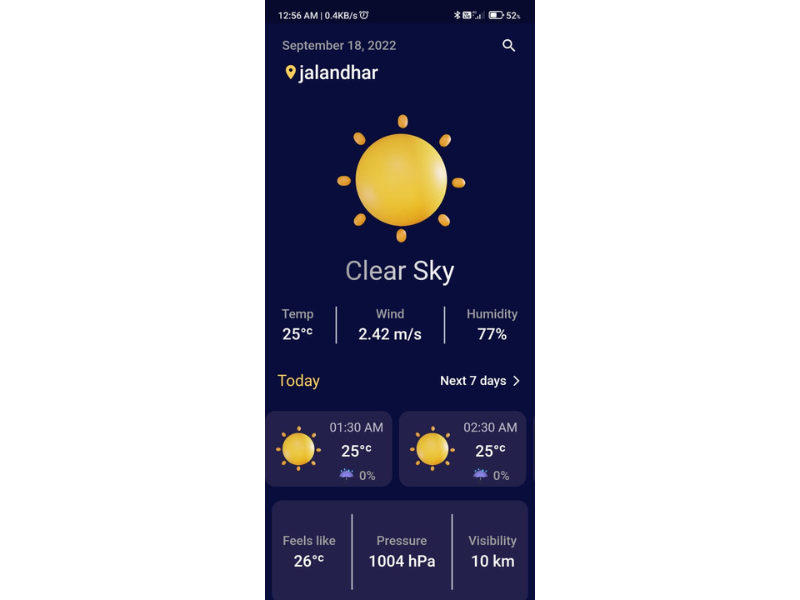 12:56 AM | 0.4KB/s 52%
September 18, 2022
jalandhar
Clear Sky
Temp Wind Humidity
25°c 2.42 m/s 77%
Today Next 7 days
01:30 AM 02:30 AM
25°c 25°c
0% 0%
Feels like Pressure Visibility
26°c 1004 hPa 10 km